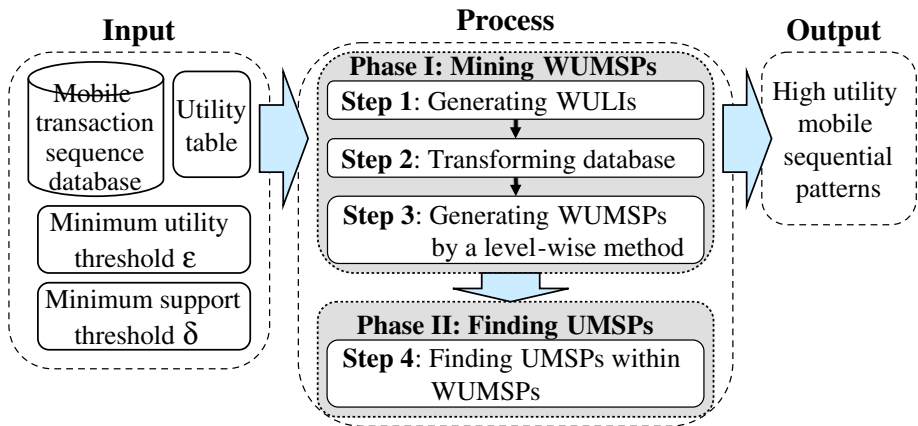 Input
Mobile
transaction
sequence
database
Utility
table
Minimum utility
threshold ε
Minimum support
threshold δ
Process
Phase I: Mining WUMSPs
Step 1: Generating WULIs
Step 2: Transforming database
Step 3: Generating WUMSPs
by a level-wise method
Phase II: Finding UMSPs
Step 4: Finding UMSPs within
WUMSPs
Output
High utility
mobile
sequential
patterns